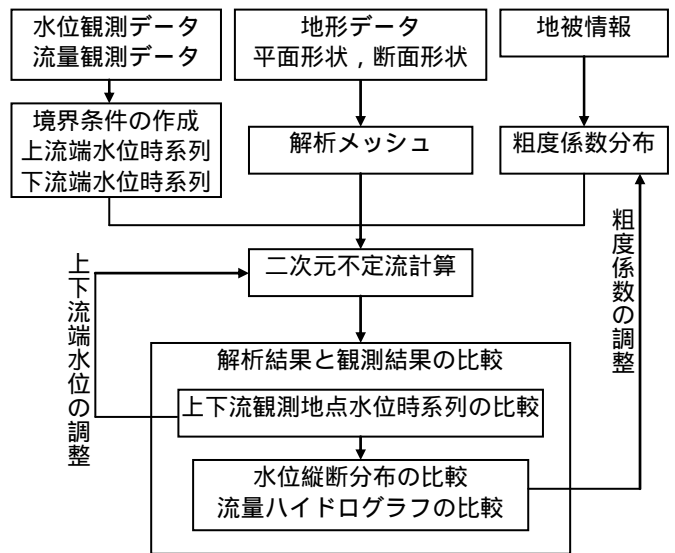 水位観測データ
流量観測データ
地形データ
平面形状，断面形状
地被情報
境界条件の作成
上流端水位時系列
下流端水位時系列
解析メッシュ
粗度係数分布
二次元不定流計算
上下流端水位の調整
粗度係数の調整
解析結果と観測結果の比較
上下流観測地点水位時系列の比較
水位縦断分布の比較
流量ハイドログラフの比較